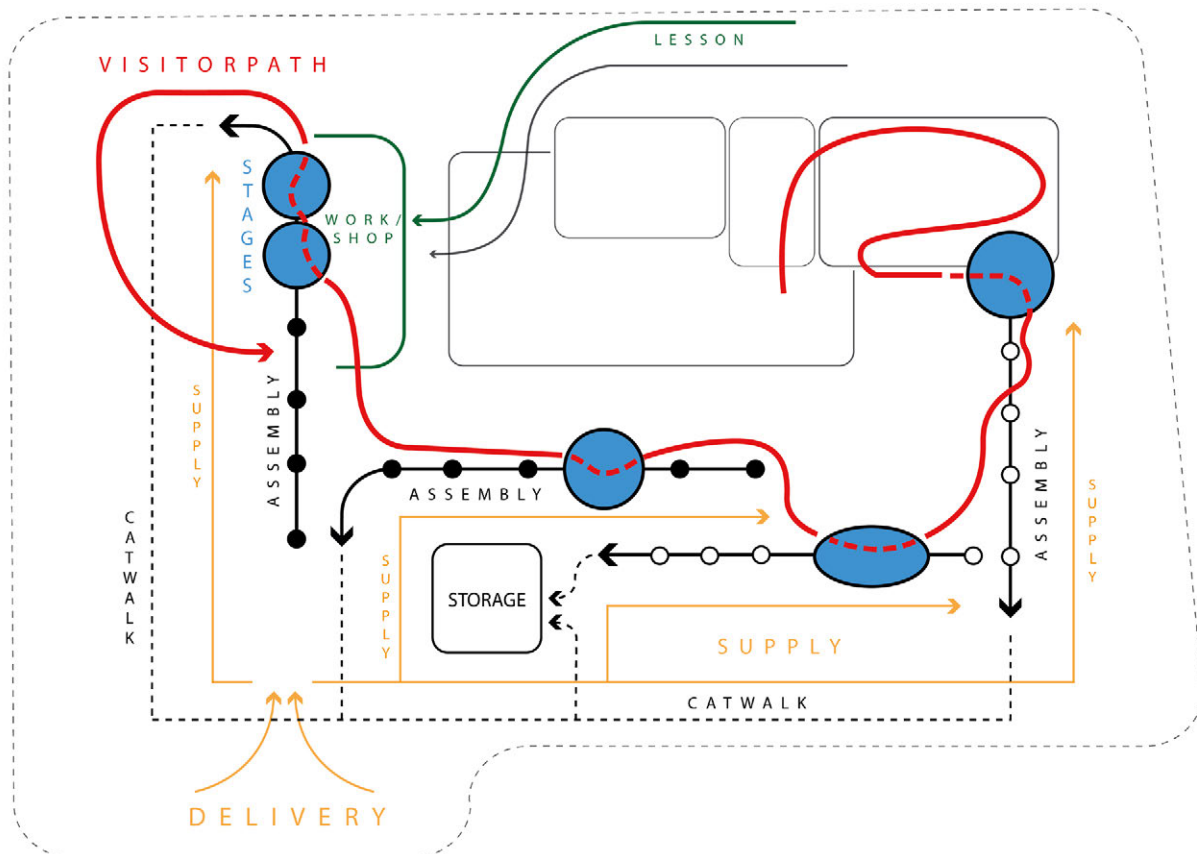 LESSON
VISITORPATH
STAGES
WORK/
SHOP
SUPPLY
ASSEMBLY
CATWALK
ASSEMBLY
SUPPLY
STORAGE
ASSEMBLY
SUPPLY
SUPPLY
CATWALK
DELIVERY